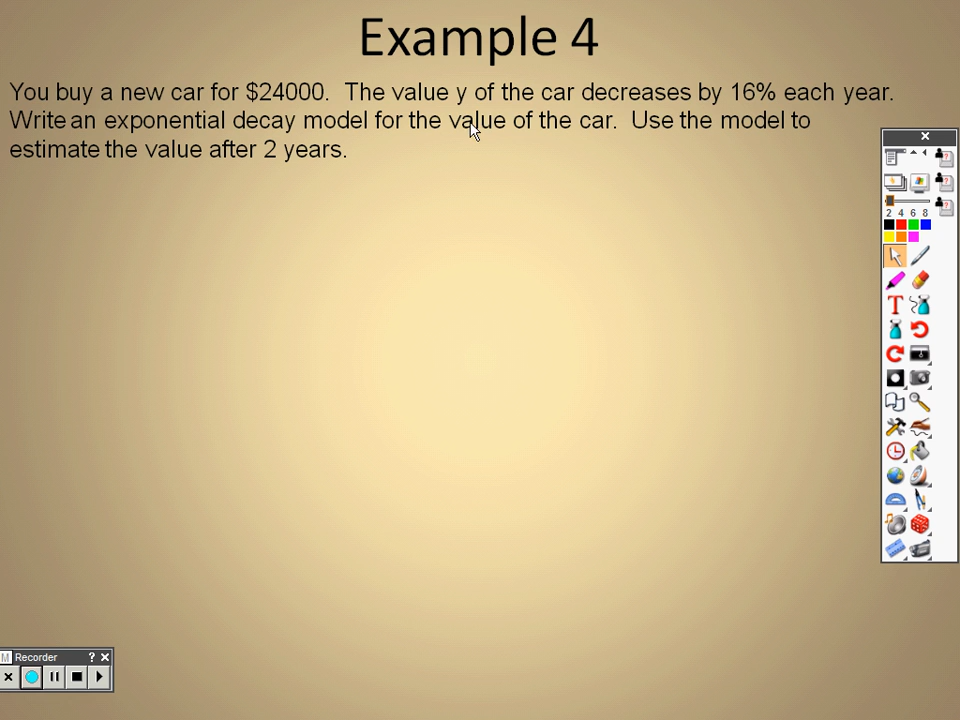 Example 4
You buy a new car for $24000. The value y of the car decreases by 16% each year.
Write an exponential decay model for the value of the car. Use the model to
estimate the value after 2 years.
2 4 6 8
T
M Recorder ? ×